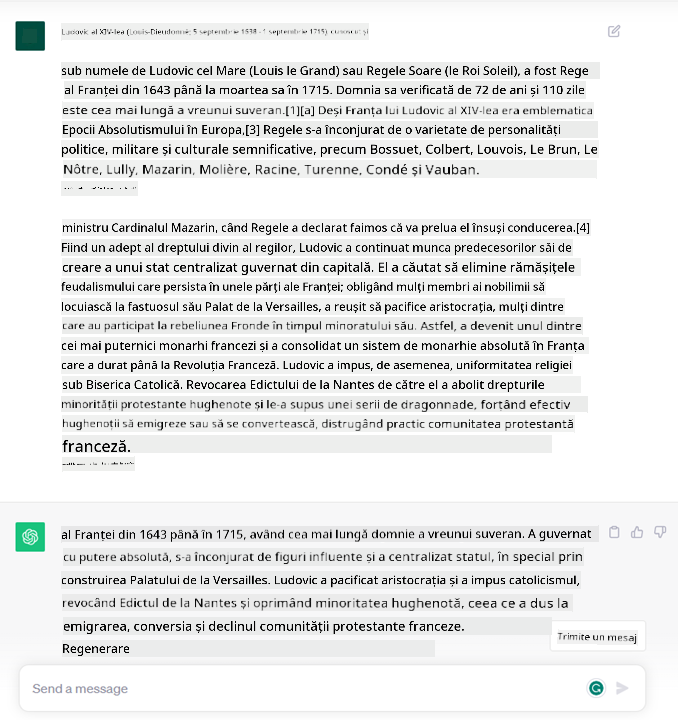 Ludovic al XIV-lea (Louis-Dieudonné; 5 septembrie 1638 - 1 septembrie 1715), cunoscut și
sub numele de Ludovic cel Mare (Louis le Grand) sau Regele Soare (le Roi Soleil), a fost Rege
al Franței din 1643 până la moartea sa în 1715. Domnia sa verificată de 72 de ani și 110 zile
este cea mai lungă a vreunui suveran.[1][a] Deși Franța lui Ludovic al XIV-lea era emblematica
Epocii Absolutismului în Europa,[3] Regele s-a înconjurat de o varietate de personalități
politice, militare și culturale semnificative, precum Bossuet, Colbert, Louvois, Le Brun, Le
Nôtre, Lully, Mazarin, Molière, Racine, Turenne, Condé și Vauban.
ministru Cardinalul Mazarin, când Regele a declarat faimos că va prelua el însuși conducerea.[4]
Fiind un adept al dreptului divin al regilor, Ludovic a continuat munca predecesorilor săi de
creare a unui stat centralizat guvernat din capitală. El a căutat să elimine rămășițele
feudalismului care persista în unele părți ale Franței; obligând mulți membri ai nobilimii să
locuiască la fastuosul său Palat de la Versailles, a reușit să pacifice aristocrația, mulți dintre
care au participat la rebeliunea Fronde în timpul minoratului său. Astfel, a devenit unul dintre
cei mai puternici monarhi francezi și a consolidat un sistem de monarhie absolută în Franța
care a durat până la Revoluția Franceză. Ludovic a impus, de asemenea, uniformitatea religiei
sub Biserica Catolică. Revocarea Edictului de la Nantes de către el a abolit drepturile
minorității protestante hughenote și le-a supus unei serii de dragonnade, forțând efectiv
hughenoții să emigreze sau să se convertească, distrugând practic comunitatea protestantă
franceză.
al Franței din 1643 până în 1715, având cea mai lungă domnie a vreunui suveran. A guvernat
cu putere absolută, s-a înconjurat de figuri influente și a centralizat statul, în special prin
construirea Palatului de la Versailles. Ludovic a pacificat aristocrația și a impus catolicismul,
revocând Edictul de la Nantes și oprimând minoritatea hughenotă, ceea ce a dus la
emigrarea, conversia și declinul comunității protestante franceze.
Trimite un mesaj
Regenerare
Send a message